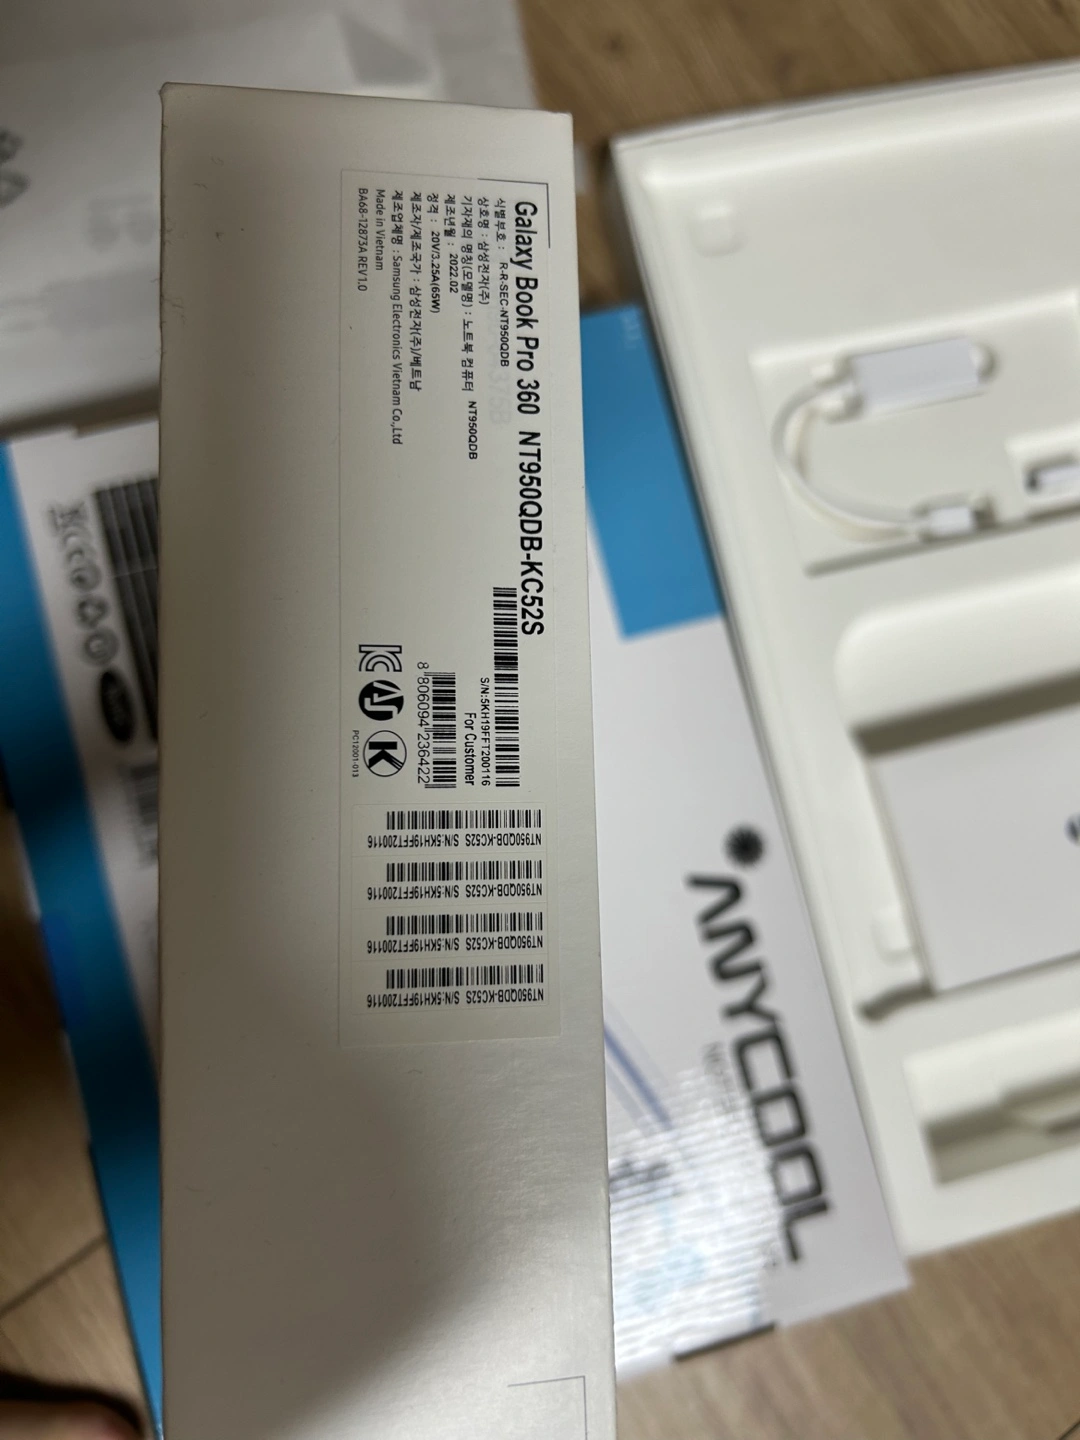 Galaxy Book Pro 360 NT950QDB-KC52S
식별부호 : R-R-SEC-NT950QDB
상호명 : 삼성전자(주)
기자재의 명칭(모델명) : 노트북 컴퓨터 NT950QDB
제조년월 : 2022.02
정격 : 20V/3.25A(65W)
제조자/제조국가 : 삼성전자(주)/베트남
제조업체명 : Samsung Electronics Vietnam Co.,Ltd
Made in Vietnam
BA68-12873A REV1.0
S/N:5KH19FFT200116
For Customer
8 806094 236422
PC12001-013
NT950QDB-KC52S S/N:5KH19FFT200116
NT950QDB-KC52S S/N:5KH19FFT200116
NT950QDB-KC52S S/N:5KH19FFT200116
NT950QDB-KC52S S/N:5KH19FFT200116
ANYCOOL